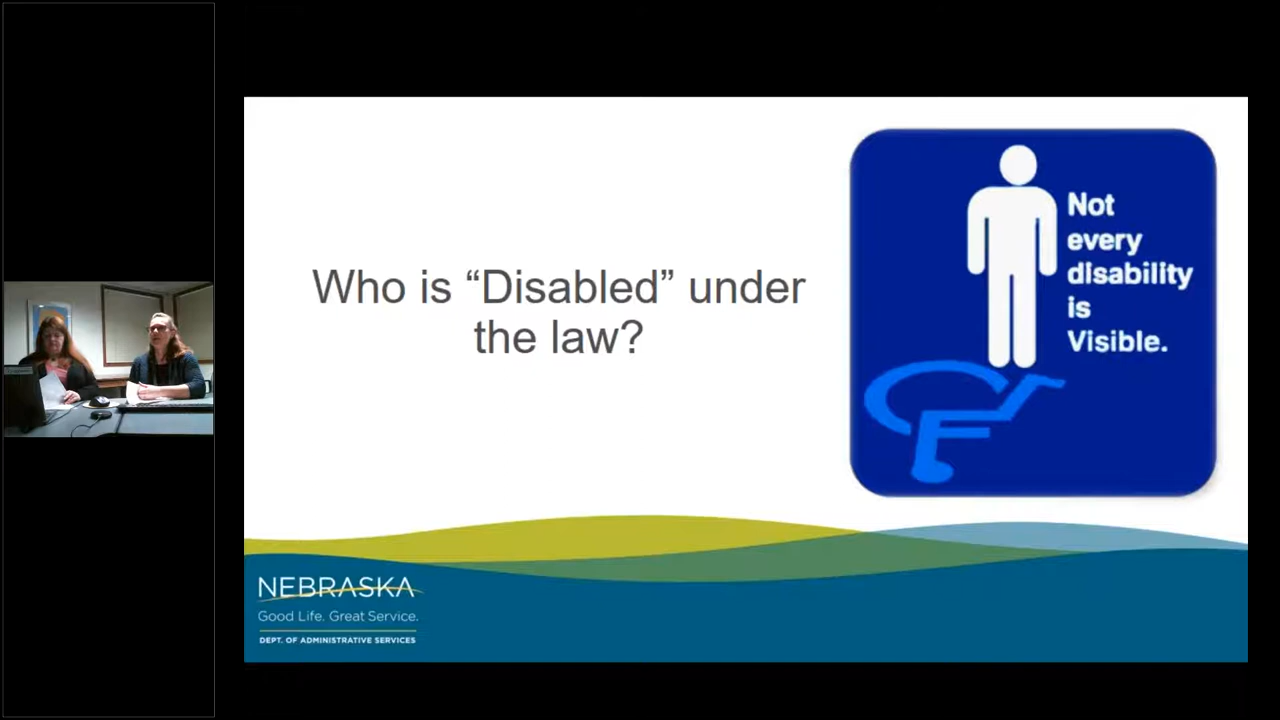 Who is “Disabled” under
the law?
Not
every
disability
is
Visible.
NEBRASKA
Good Life. Great Service.
DEPT. OF ADMINISTRATIVE SERVICES